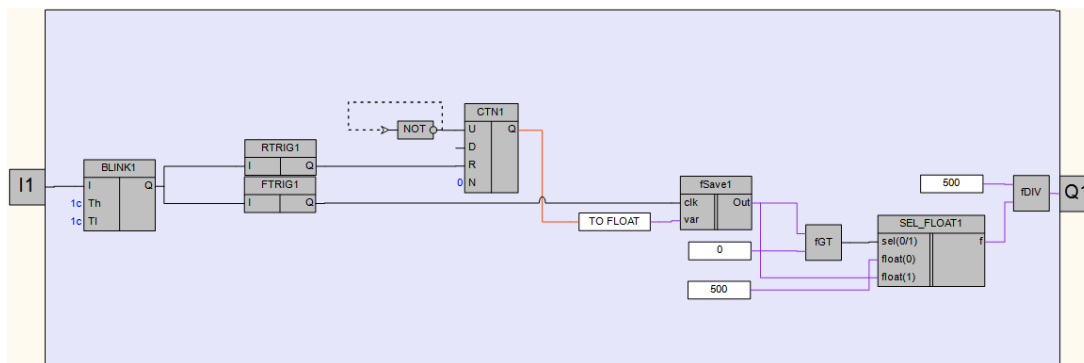 I1
BLINK1
I Q
1c Th
1c Tl
RTRIG1
I Q
FTRIG1
I Q
NOT
CTN1
U Q
D
R
0 N
TO FLOAT
fSave1
clk Out
var
0
500
fGT
SEL_FLOAT1
sel(0/1) f
float(0)
float(1)
500
fDIV
Q1